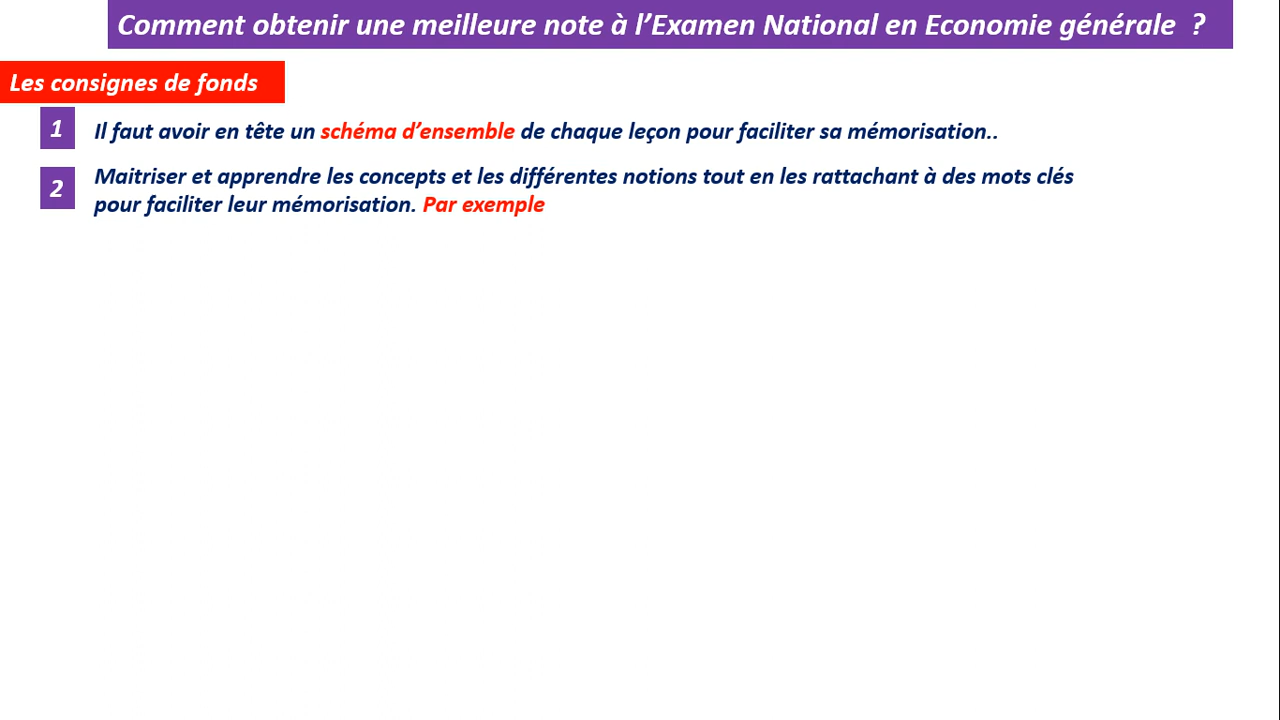 Comment obtenir une meilleure note à l’Examen National en Economie générale ?
Les consignes de fonds
1 Il faut avoir en tête un schéma d’ensemble de chaque leçon pour faciliter sa mémorisation..
2 Maitriser et apprendre les concepts et les différentes notions tout en les rattachant à des mots clés
pour faciliter leur mémorisation. Par exemple